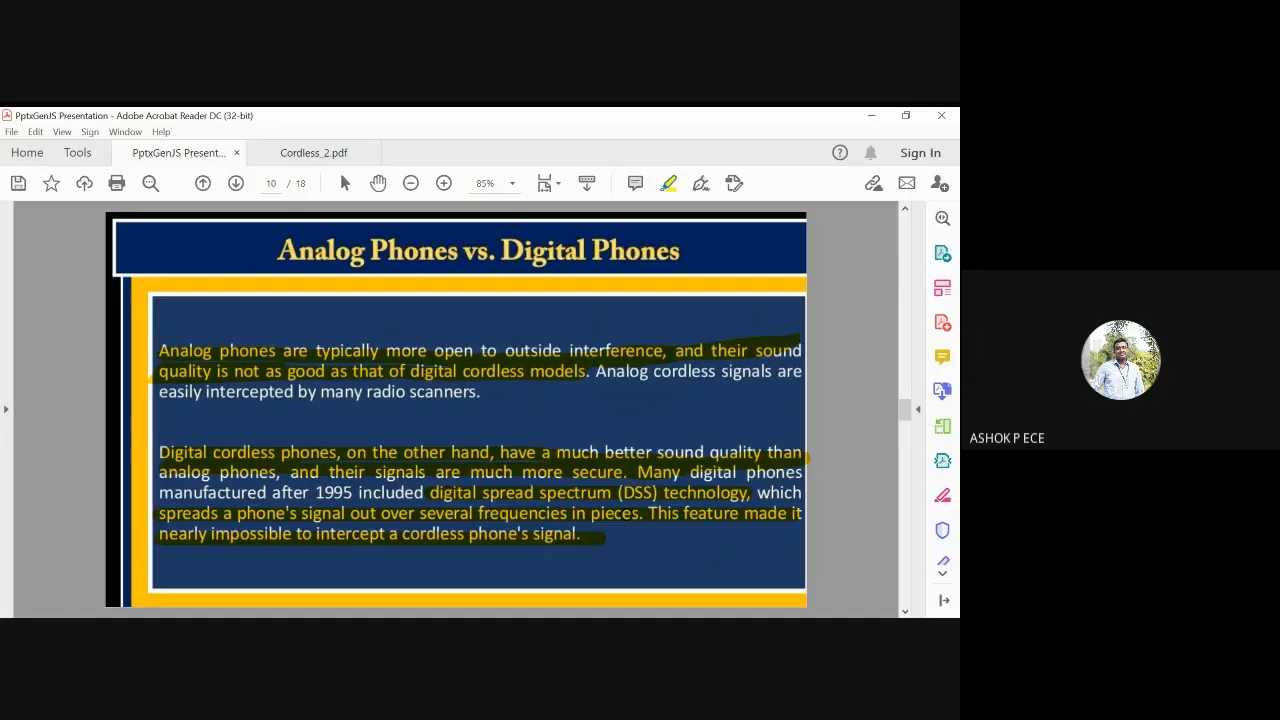 PptxGenJS Presentation - Adobe Acrobat Reader DC (32-bit)
File Edit View Sign Window Help
Home Tools PptxGenJS Present... × Cordless_2.pdf Sign In
10 / 18 85%
Analog Phones vs. Digital Phones
Analog phones are typically more open to outside interference, and their sound
quality is not as good as that of digital cordless models. Analog cordless signals are
easily intercepted by many radio scanners.
Digital cordless phones, on the other hand, have a much better sound quality than
analog phones, and their signals are much more secure. Many digital phones
manufactured after 1995 included digital spread spectrum (DSS) technology, which
spreads a phone's signal out over several frequencies in pieces. This feature made it
nearly impossible to intercept a cordless phone's signal.
ASHOK P ECE